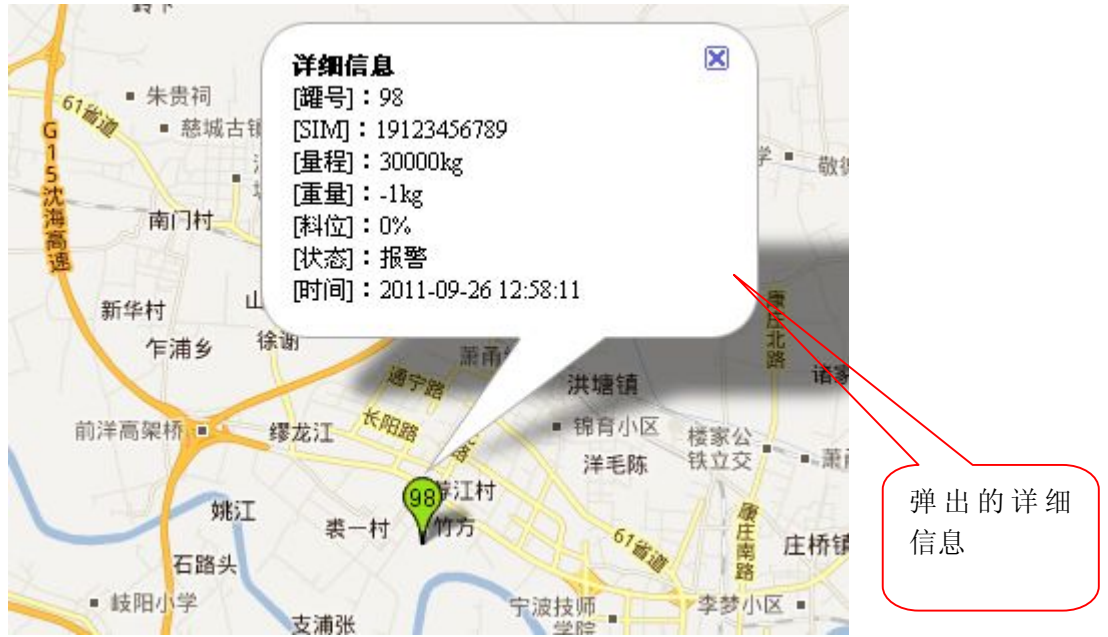 详细信息
[罐号]：98
[SIM]：19123456789
[量程]：30000kg
[重量]：-1kg
[料位]：0%
[状态]：报警
[时间]：2011-09-26 12:58:11
朱贵祠
61省道
慈城古
G15沈海高速
南门村
新华村
乍浦乡
徐谢
通宁路
长阳路
洪塘镇
康庄北路
前洋高架桥
缪龙江
锦育小区
楼家公
铁立交
洋毛陈
98
江村
姚江
裘一村
竹方
61省道
康庄南路
庄桥镇
石路头
岐阳小学
支浦张
宁波技师
学院
李梦小区
弹出的详细
信息